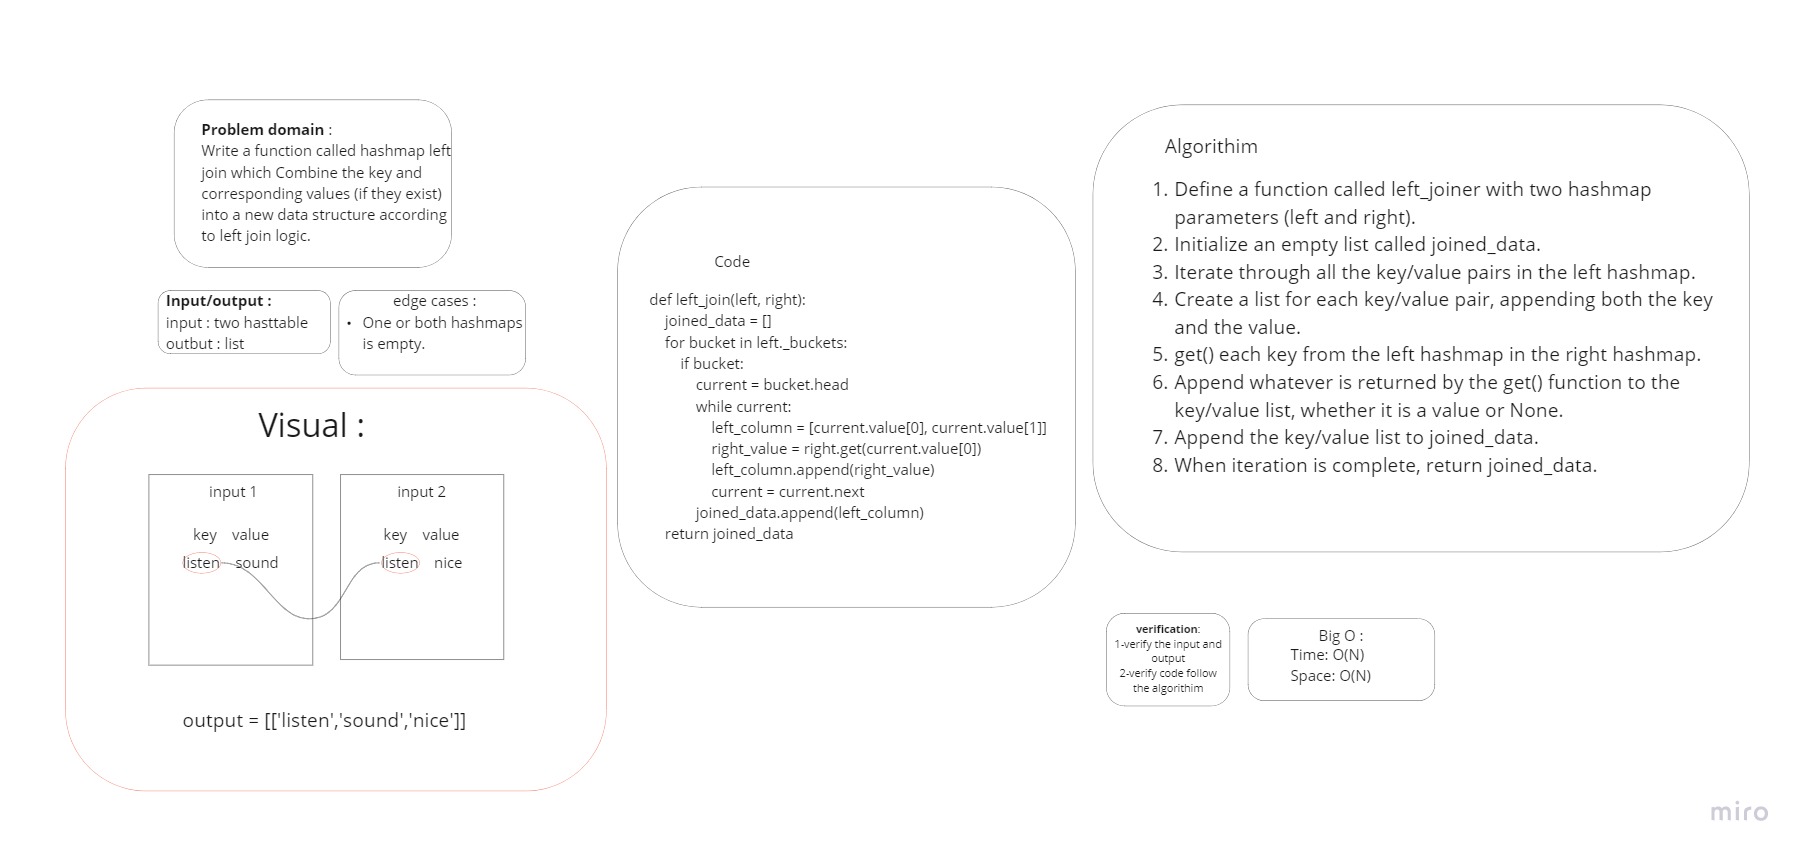 Problem domain :
Write a function called hashmap left
join which Combine the key and
corresponding values (if they exist)
into a new data structure according
to left join logic.
Input/output :
input : two hasttable
outbut : list
edge cases :
• One or both hashmaps
is empty.
Visual :
input 1
key value
listen sound
input 2
key value
listen nice
output = [['listen','sound','nice']]
Code
def left_join(left, right):
joined_data = []
for bucket in left._buckets:
if bucket:
current = bucket.head
while current:
left_column = [current.value[0], current.value[1]]
right_value = right.get(current.value[0])
left_column.append(right_value)
current = current.next
joined_data.append(left_column)
return joined_data
Algorithim
1. Define a function called left_joiner with two hashmap
parameters (left and right).
2. Initialize an empty list called joined_data.
3. Iterate through all the key/value pairs in the left hashmap.
4. Create a list for each key/value pair, appending both the key
and the value.
5. get() each key from the left hashmap in the right hashmap.
6. Append whatever is returned by the get() function to the
key/value list, whether it is a value or None.
7. Append the key/value list to joined_data.
8. When iteration is complete, return joined_data.
verification:
1-verify the input and
output
2-verify code follow
the algorithim
Big O :
Time: O(N)
Space: O(N)
miro